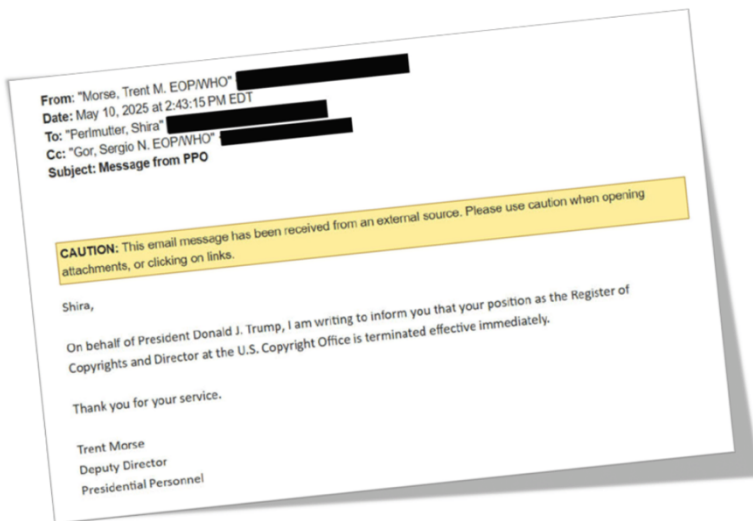 From: "Morse, Trent M. EOP/WHO"
Date: May 10, 2025 at 2:43:15 PM EDT
To: "Perlmutter, Shira"
Cc: "Gor, Sergio N. EOP/WHO"
Subject: Message from PPO
CAUTION: This email message has been received from an external source. Please use caution when opening
attachments, or clicking on links.
Shira,
On behalf of President Donald J. Trump, I am writing to inform you that your position as the Register of
Copyrights and Director at the U.S. Copyright Office is terminated effective immediately.
Thank you for your service.
Trent Morse
Deputy Director
Presidential Personnel